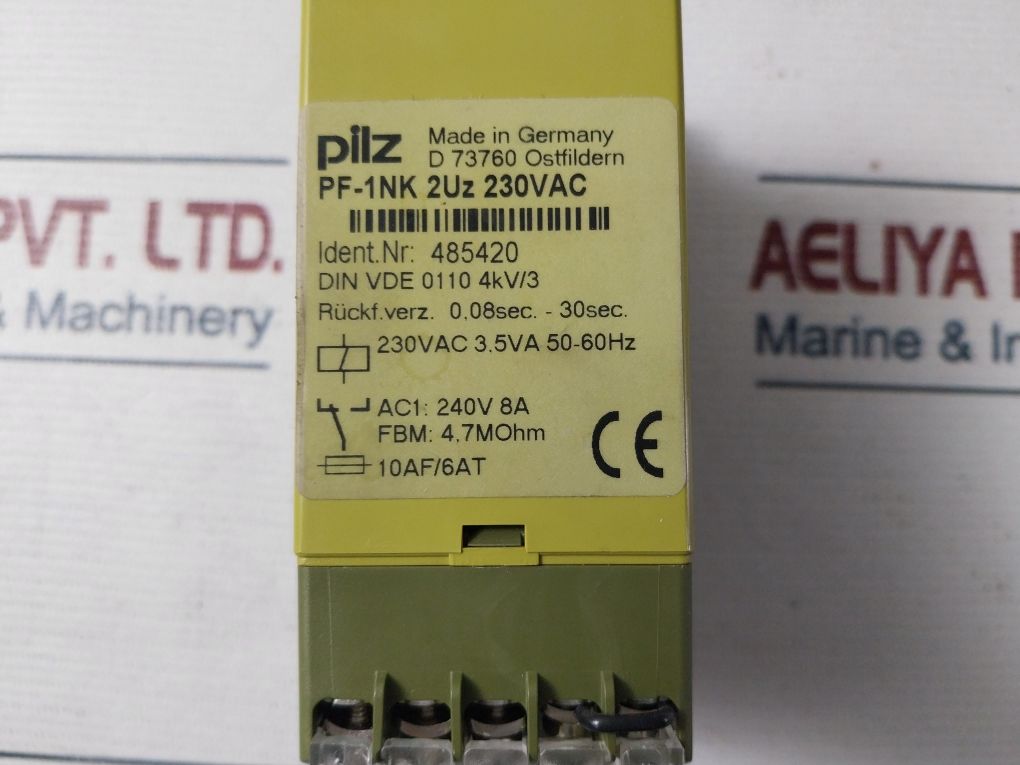 pilz
Made in Germany
D 73760 Ostfildern
PF-1NK 2Uz 230VAC
Ident.Nr: 485420
DIN VDE 0110 4kV/3
Rückf.verz. 0,08sec. - 30sec.
230VAC 3,5VA 50-60Hz
AC1: 240V 8A
FBM: 4,7MOhm
10AF/6AT
CE
PVT. LTD.
& Machinery
AELIYA
Marine & In